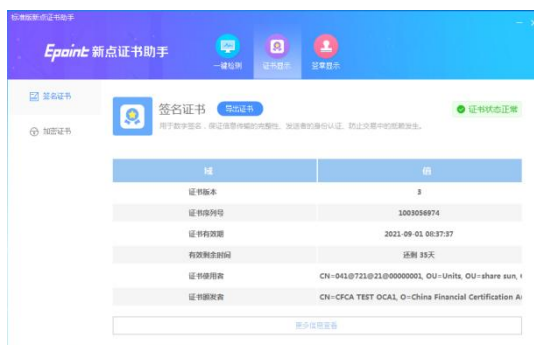 标准版新点证书助手
Epoint 新点证书助手
一键检测
证书显示
签章显示
签名证书
加密证书
签名证书
导出证书
证书状态正常
用于数字签名，保证信息传输的完整性、发送者的身份认证、防止交易中的抵赖发生。
域 值
证书版本 3
证书序列号 1003056974
证书有效期 2021-09-01 08:37:37
有效剩余时间 还剩 35天
证书使用者 CN=041@721@21@00000001, OU=Units, OU=share sun,
证书颁发者 CN=CFCA TEST OCA1, O=China Financial Certification A
更多信息查看